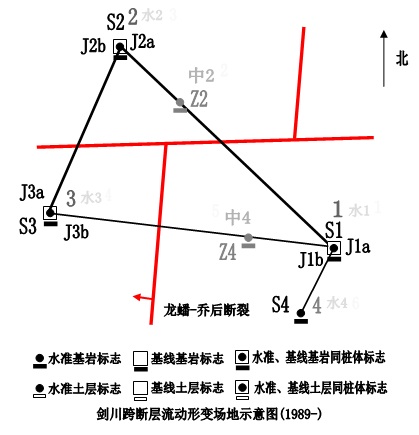 S2 2 水2
J2b J2a
北
中2
Z2
J3a 3 水3
S3 J3b
中4
Z4
1 水1
S1
J1b J1a
S4 4 水4
龙蟠-乔后断裂
水准基岩标志 基线基岩标志 水准、基线基岩同桩体标志
水准土层标志 基线土层标志 水准、基线土层同桩体标志
剑川跨断层流动形变场地示意图(1989-)